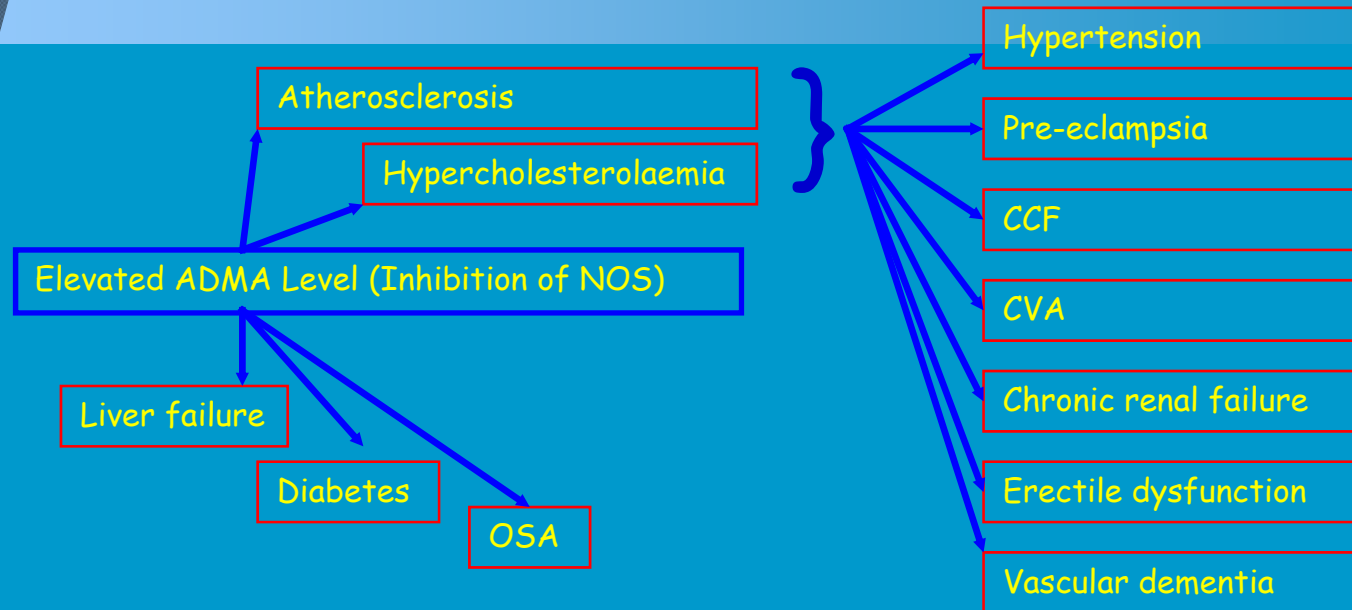 Atherosclerosis
Hypercholesterolaemia
Elevated ADMA Level (Inhibition of NOS)
Liver failure
Diabetes
OSA
Hypertension
Pre-eclampsia
CCF
CVA
Chronic renal failure
Erectile dysfunction
Vascular dementia